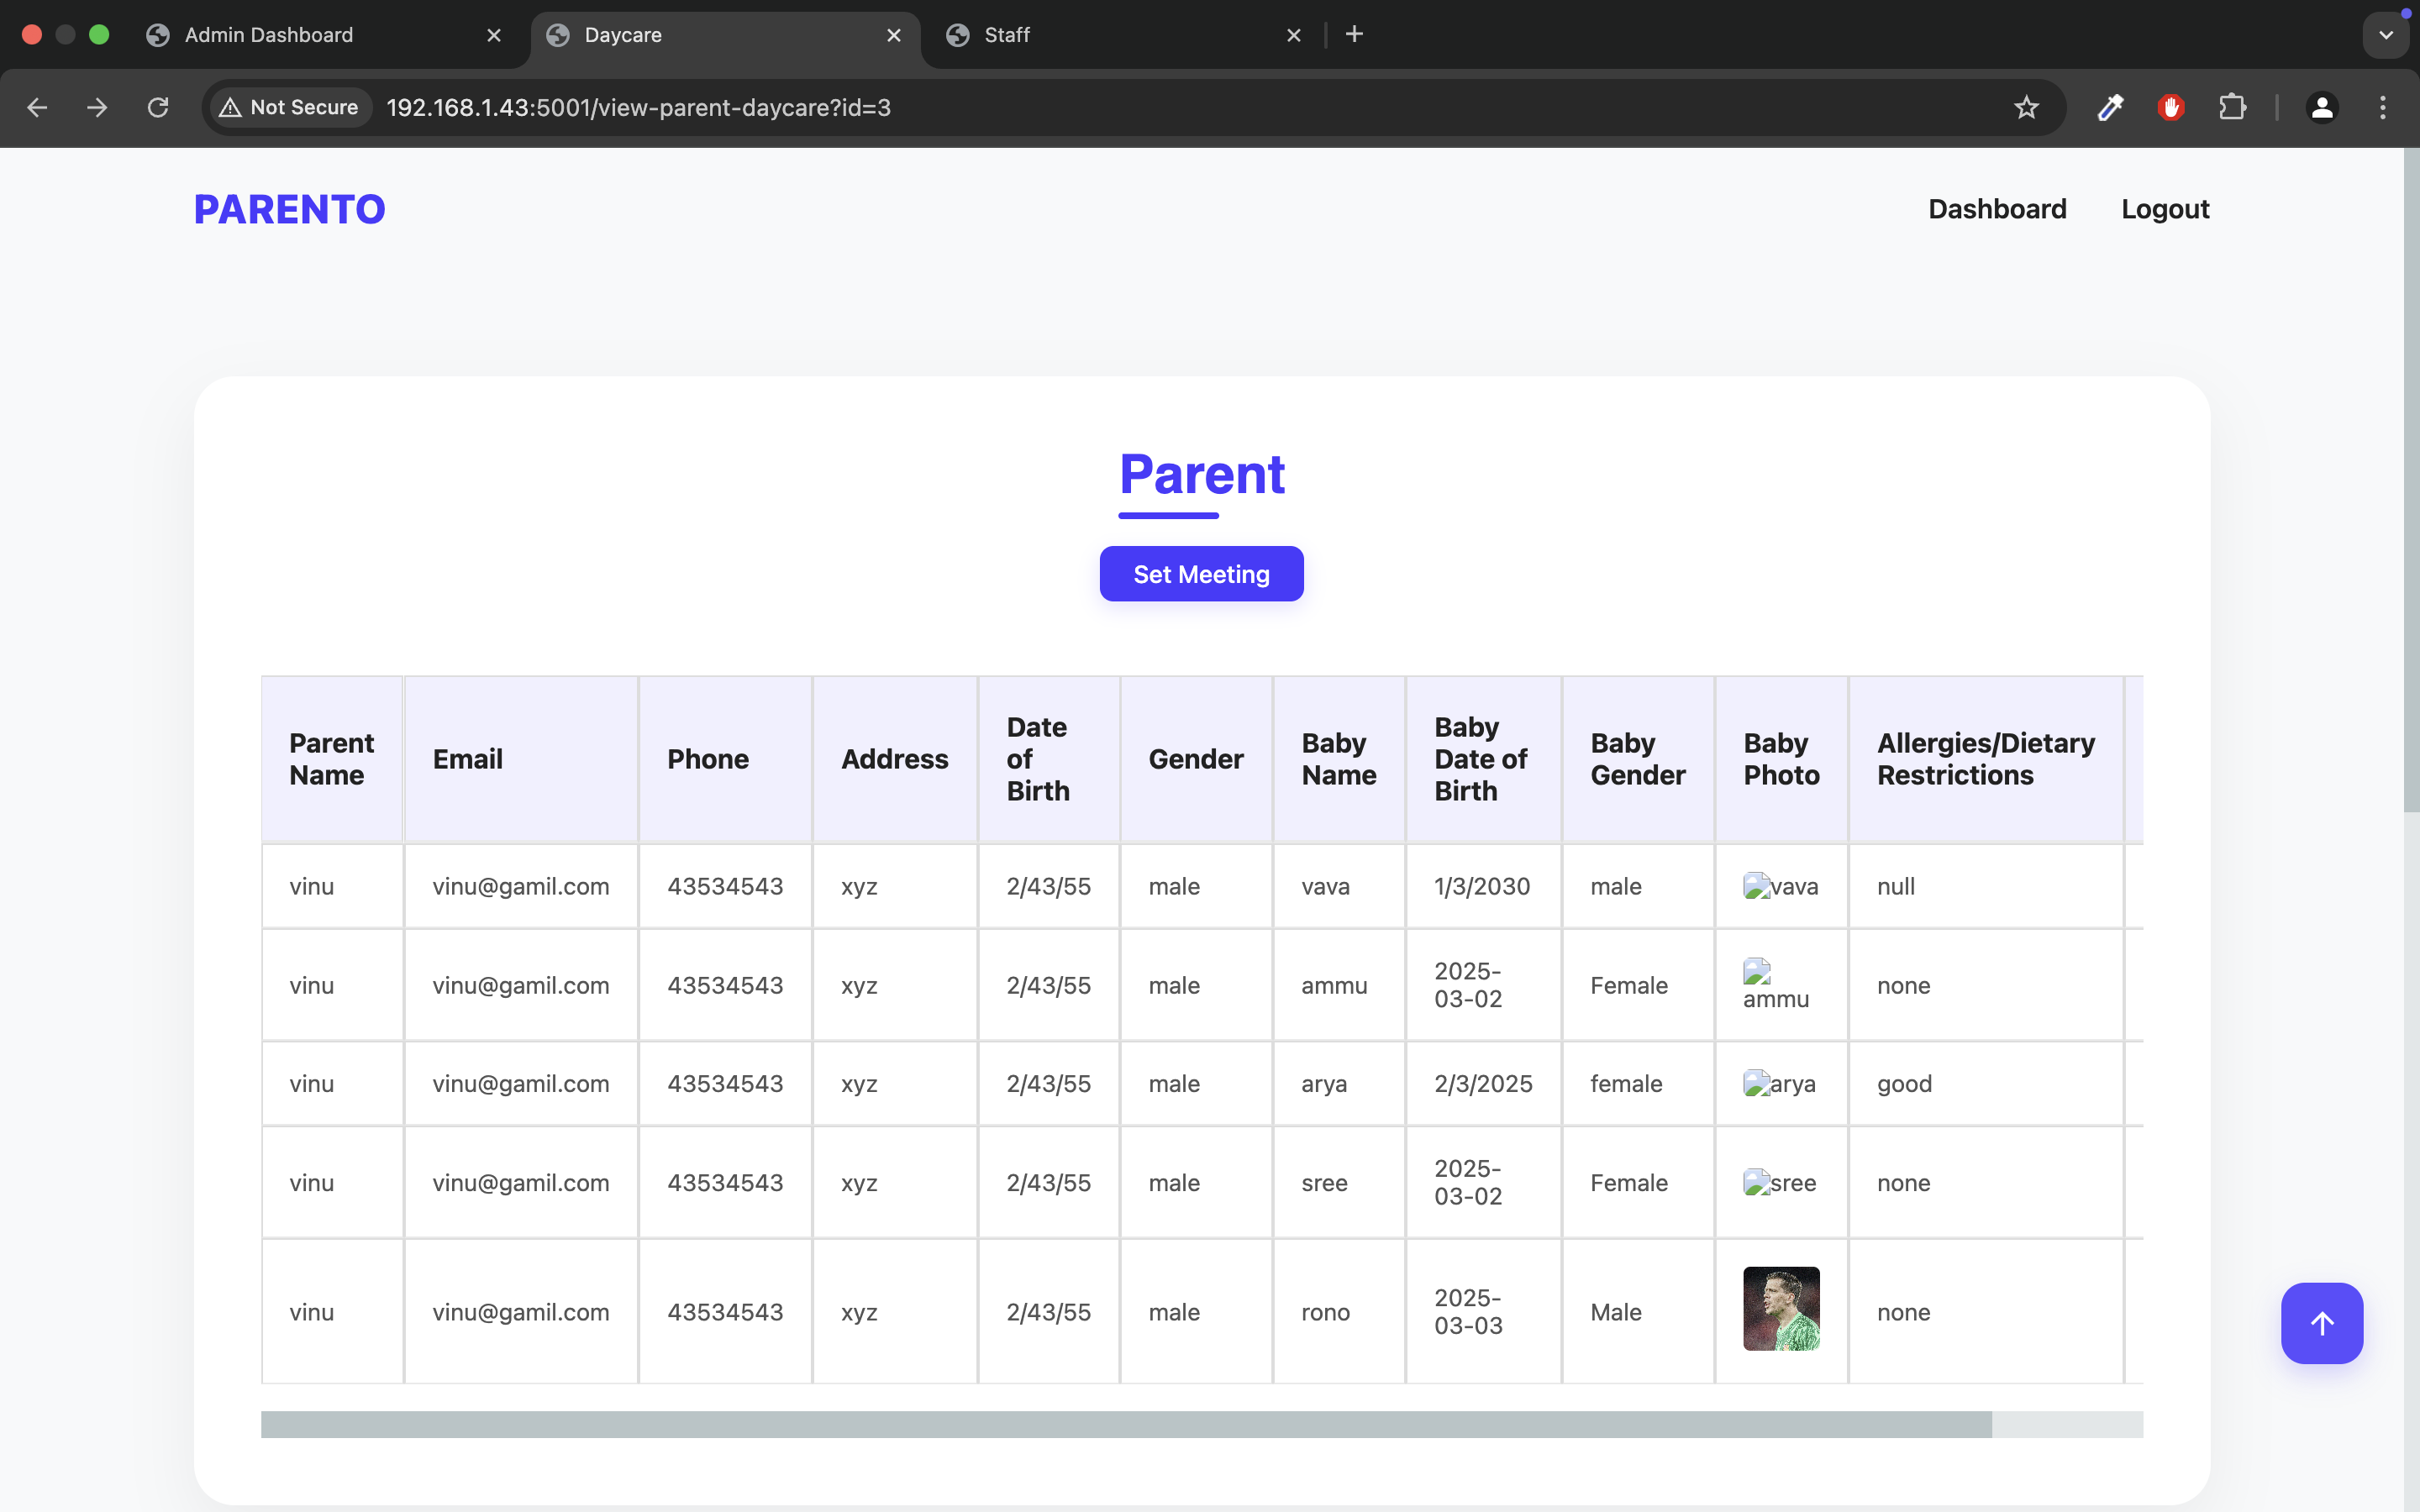 Admin Dashboard
Daycare
Staff
Not Secure
192.168.1.43:5001/view-parent-daycare?id=3
PARENTO
Dashboard
Logout
Parent
Set Meeting
Parent Name
Email
Phone
Address
Date of Birth
Gender
Baby Name
Baby Date of Birth
Baby Gender
Baby Photo
Allergies/Dietary Restrictions
vinu vinu@gamil.com 43534543 xyz 2/43/55 male vava 1/3/2030 male vava null
vinu vinu@gamil.com 43534543 xyz 2/43/55 male ammu 2025-03-02 Female ammu none
vinu vinu@gamil.com 43534543 xyz 2/43/55 male arya 2/3/2025 female arya good
vinu vinu@gamil.com 43534543 xyz 2/43/55 male sree 2025-03-02 Female sree none
vinu vinu@gamil.com 43534543 xyz 2/43/55 male rono 2025-03-03 Male none